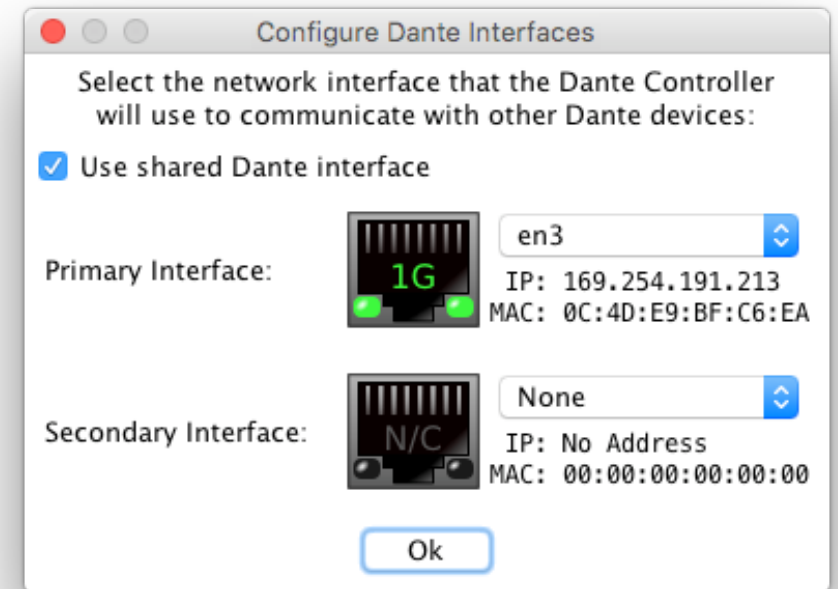 Configure Dante Interfaces
Select the network interface that the Dante Controller
will use to communicate with other Dante devices:
Use shared Dante interface
Primary Interface:
1G
en3
IP: 169.254.191.213
MAC: 0C:4D:E9:BF:C6:EA
Secondary Interface:
N/C
None
IP: No Address
MAC: 00:00:00:00:00:00
Ok